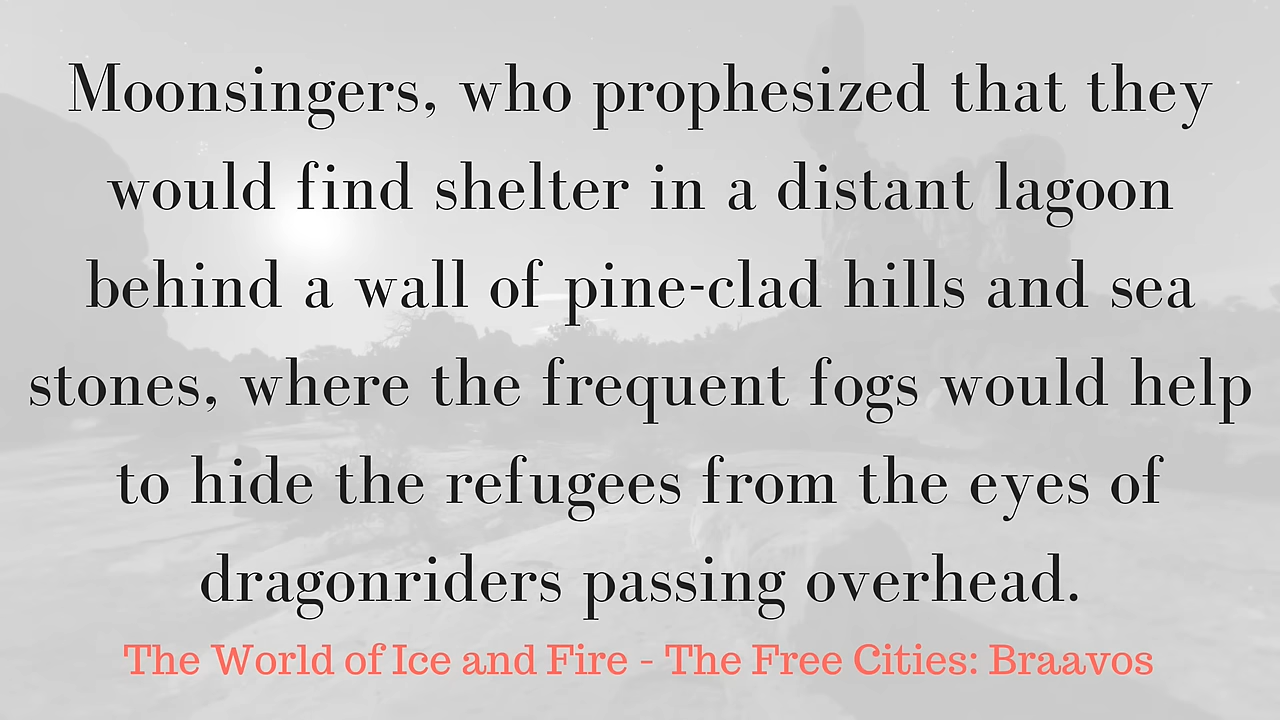 Moonsingers, who prophesized that they
would find shelter in a distant lagoon
behind a wall of pine-clad hills and sea
stones, where the frequent fogs would help
to hide the refugees from the eyes of
dragonriders passing overhead.
The World of Ice and Fire - The Free Cities: Braavos